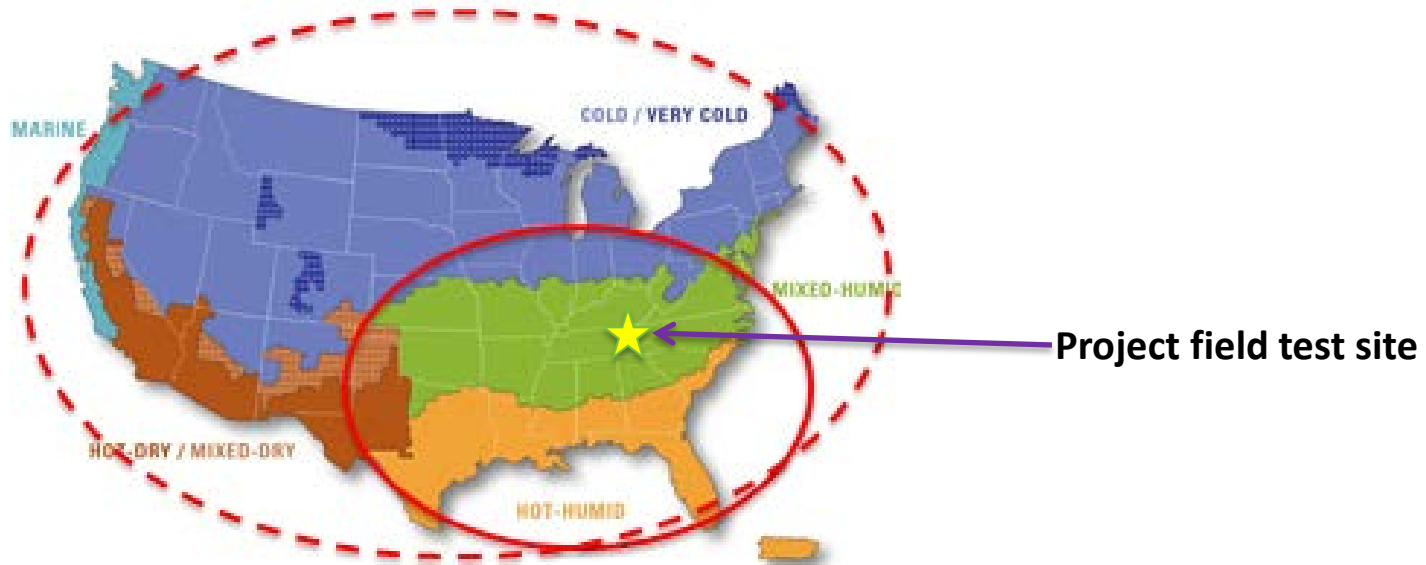 COLD / VERY COLD
MARINE
MIXED-HUMID
Project field test site
HOT-DRY / MIXED-DRY
HOT-HUMID